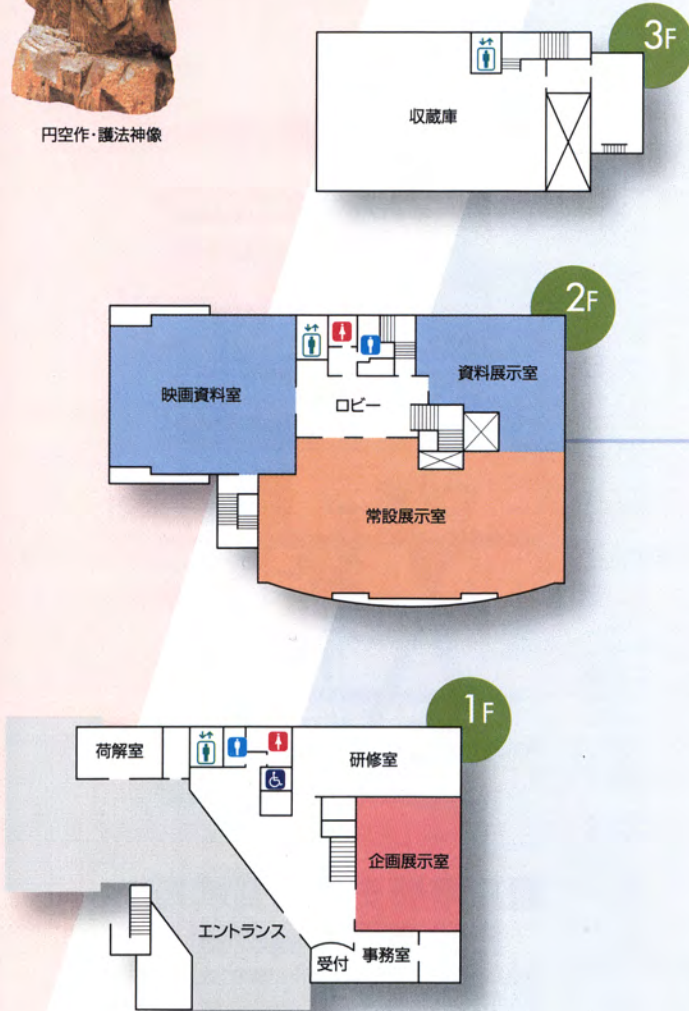 円空作・護法神像
3F
収蔵庫
2F
映画資料室
ロビー
資料展示室
常設展示室
1F
荷解室
研修室
企画展示室
エントランス
受付
事務室